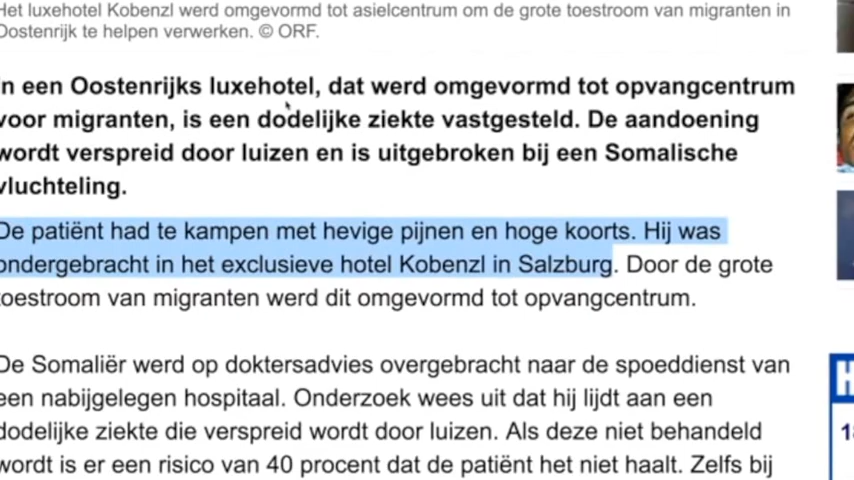 Het luxehotel Kobenzl werd omgevormd tot asielcentrum om de grote toestroom van migranten in
Oostenrijk te helpen verwerken. © ORF.
In een Oostenrijks luxehotel, dat werd omgevormd tot opvangcentrum
voor migranten, is een dodelijke ziekte vastgesteld. De aandoening
wordt verspreid door luizen en is uitgebroken bij een Somalische
vluchteling.
De patiënt had te kampen met hevige pijnen en hoge koorts. Hij was
ondergebracht in het exclusieve hotel Kobenzl in Salzburg. Door de grote
toestroom van migranten werd dit omgevormd tot opvangcentrum.
De Somaliër werd op doktersadvies overgebracht naar de spoeddienst van
een nabijgelegen hospitaal. Onderzoek wees uit dat hij lijdt aan een
dodelijke ziekte die verspreid wordt door luizen. Als deze niet behandeld
wordt is er een risico van 40 procent dat de patiënt het niet haalt. Zelfs bij